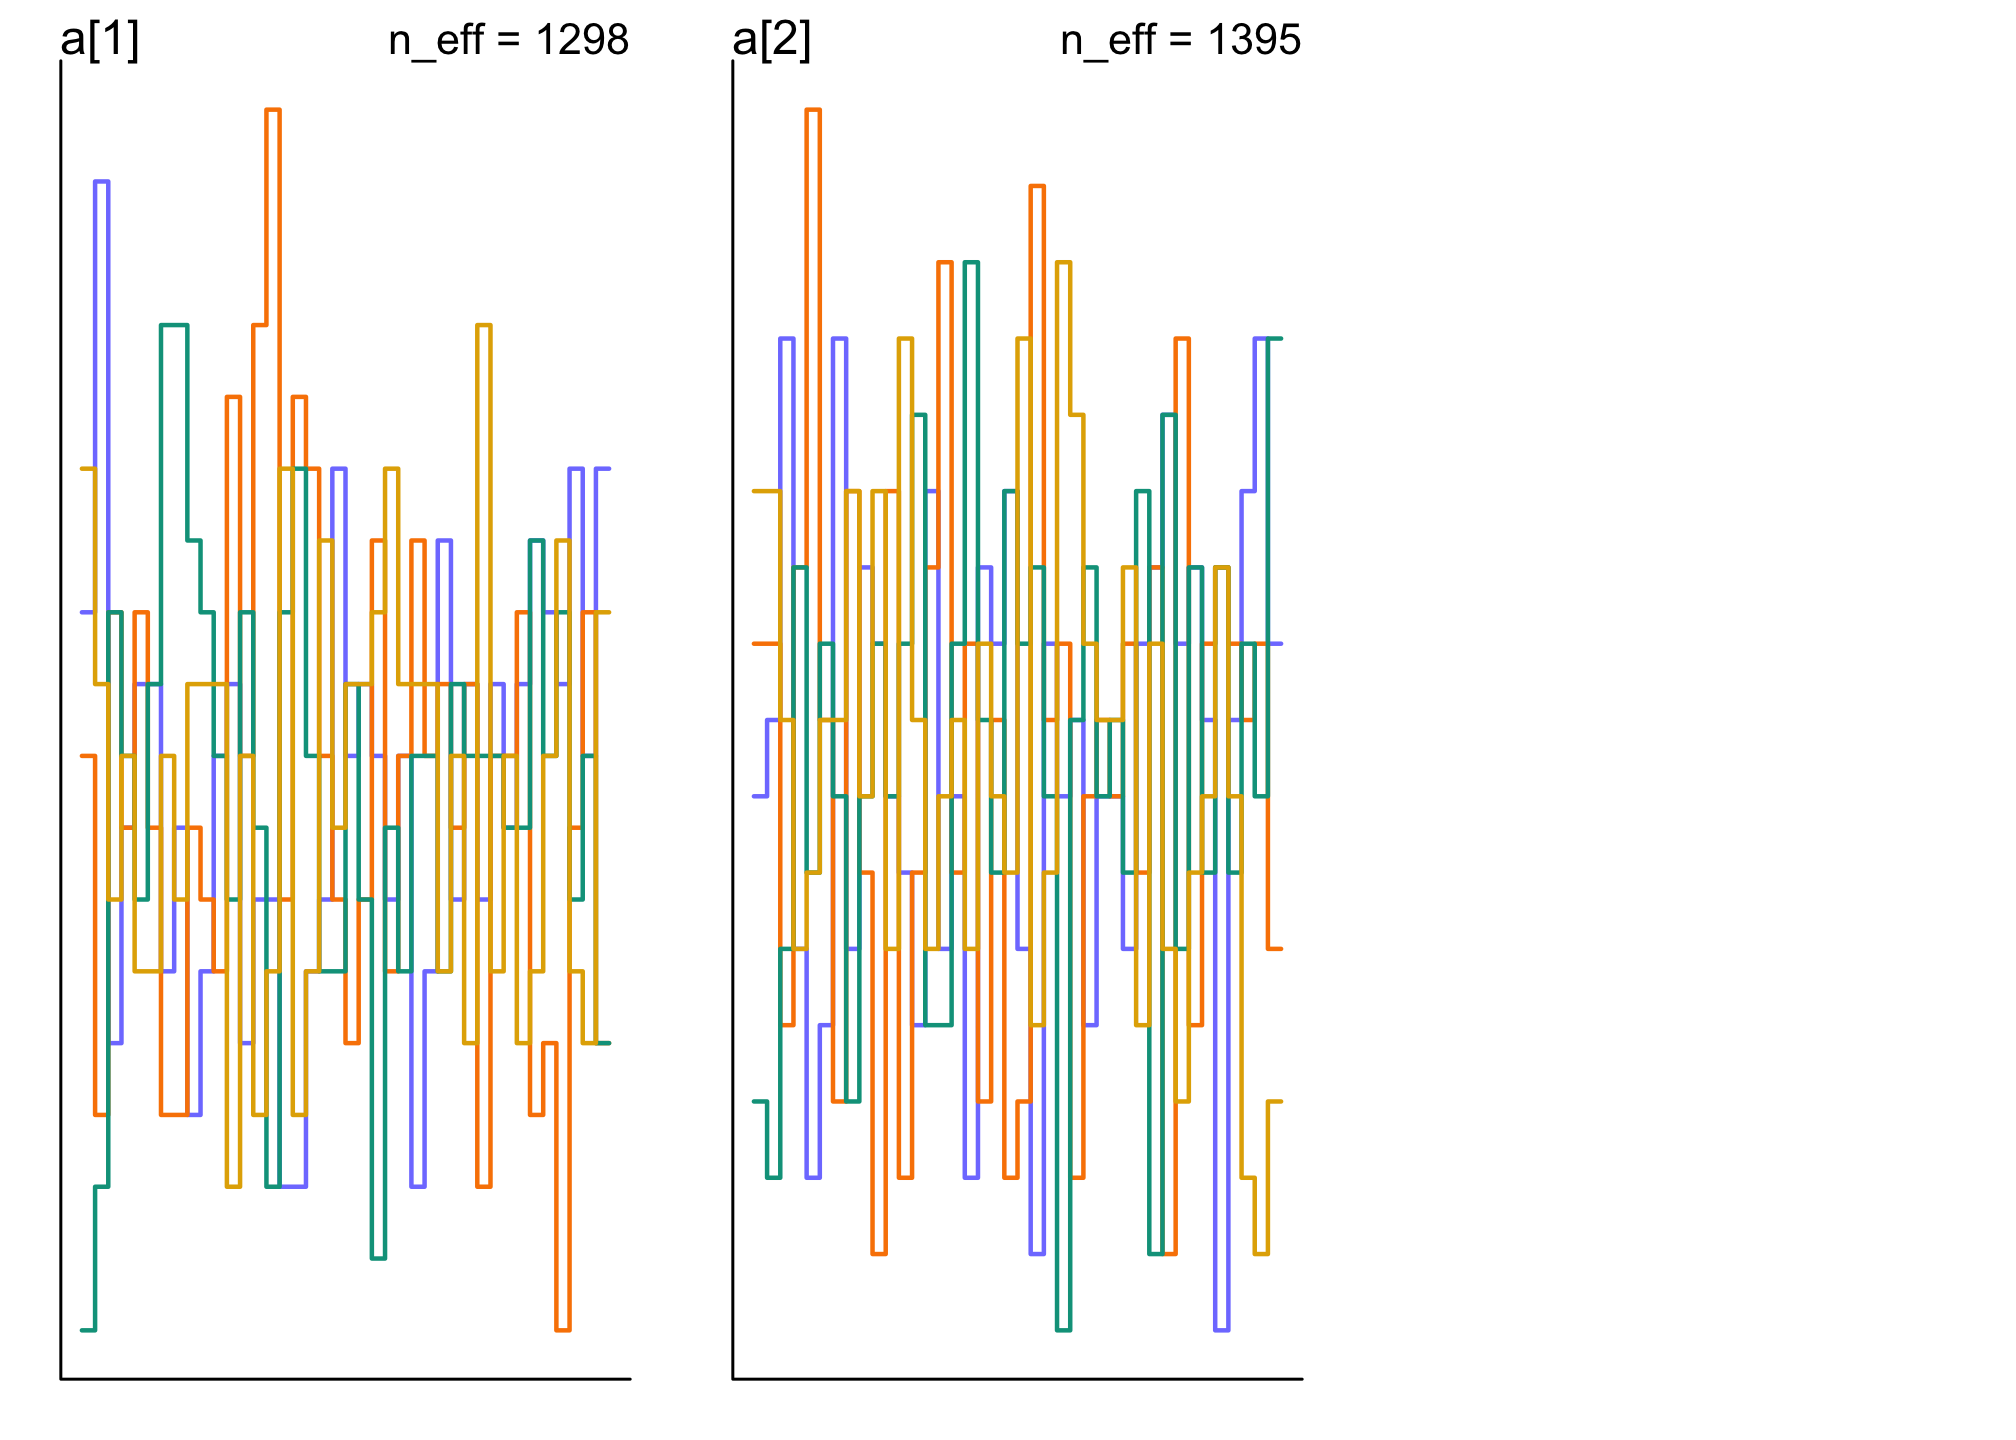 a[1] n_eff = 1298
a[2] n_eff = 1395